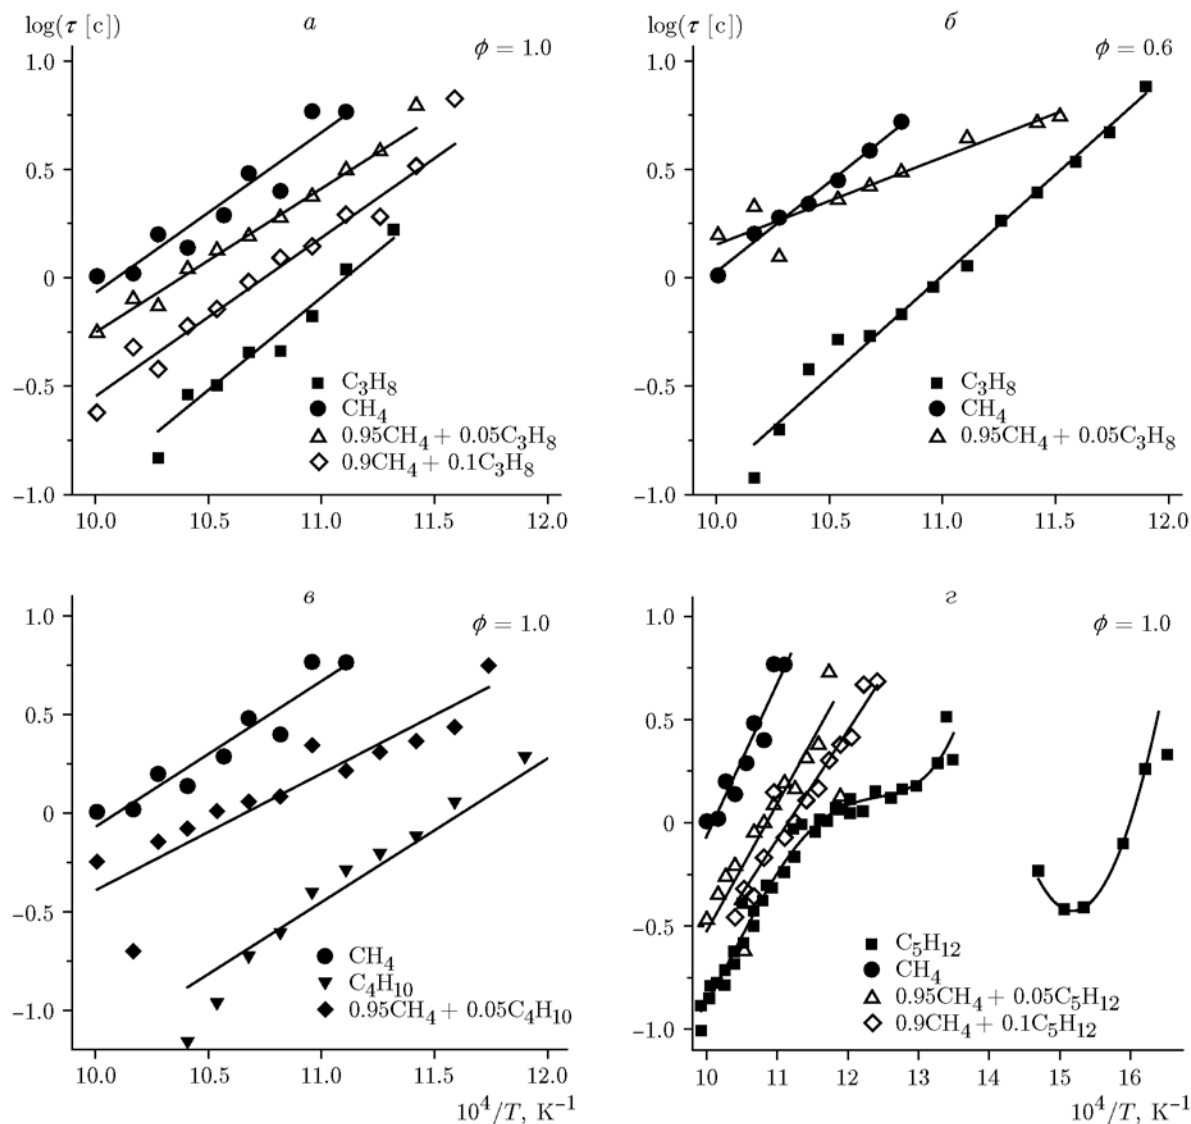 log(τ [с])
а
ϕ = 1.0
1.0
0.5
0
−0.5
−1.0
C₃H₈
CH₄
0.95CH₄ + 0.05C₃H₈
0.9CH₄ + 0.1C₃H₈
10.0 10.5 11.0 11.5 12.0
log(τ [с])
б
ϕ = 0.6
1.0
0.5
0
−0.5
−1.0
C₃H₈
CH₄
0.95CH₄ + 0.05C₃H₈
10.0 10.5 11.0 11.5 12.0
в
ϕ = 1.0
1.0
0.5
0
−0.5
−1.0
CH₄
C₄H₁₀
0.95CH₄ + 0.05C₄H₁₀
10.0 10.5 11.0 11.5 12.0
10⁴/T, K⁻¹
г
ϕ = 1.0
1.0
0.5
0
−0.5
−1.0
C₅H₁₂
CH₄
0.95CH₄ + 0.05C₅H₁₂
0.9CH₄ + 0.1C₅H₁₂
10 11 12 13 14 15 16
10⁴/T, K⁻¹